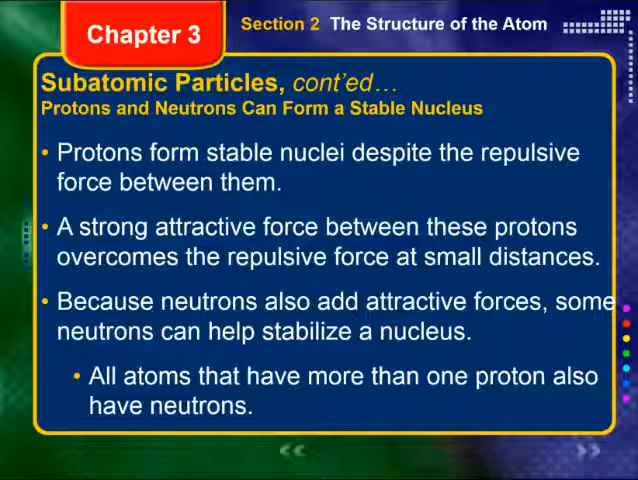 Chapter 3
Section 2 The Structure of the Atom
Subatomic Particles, cont'ed…
Protons and Neutrons Can Form a Stable Nucleus
• Protons form stable nuclei despite the repulsive
force between them.
• A strong attractive force between these protons
overcomes the repulsive force at small distances.
• Because neutrons also add attractive forces, some
neutrons can help stabilize a nucleus.
• All atoms that have more than one proton also
have neutrons.